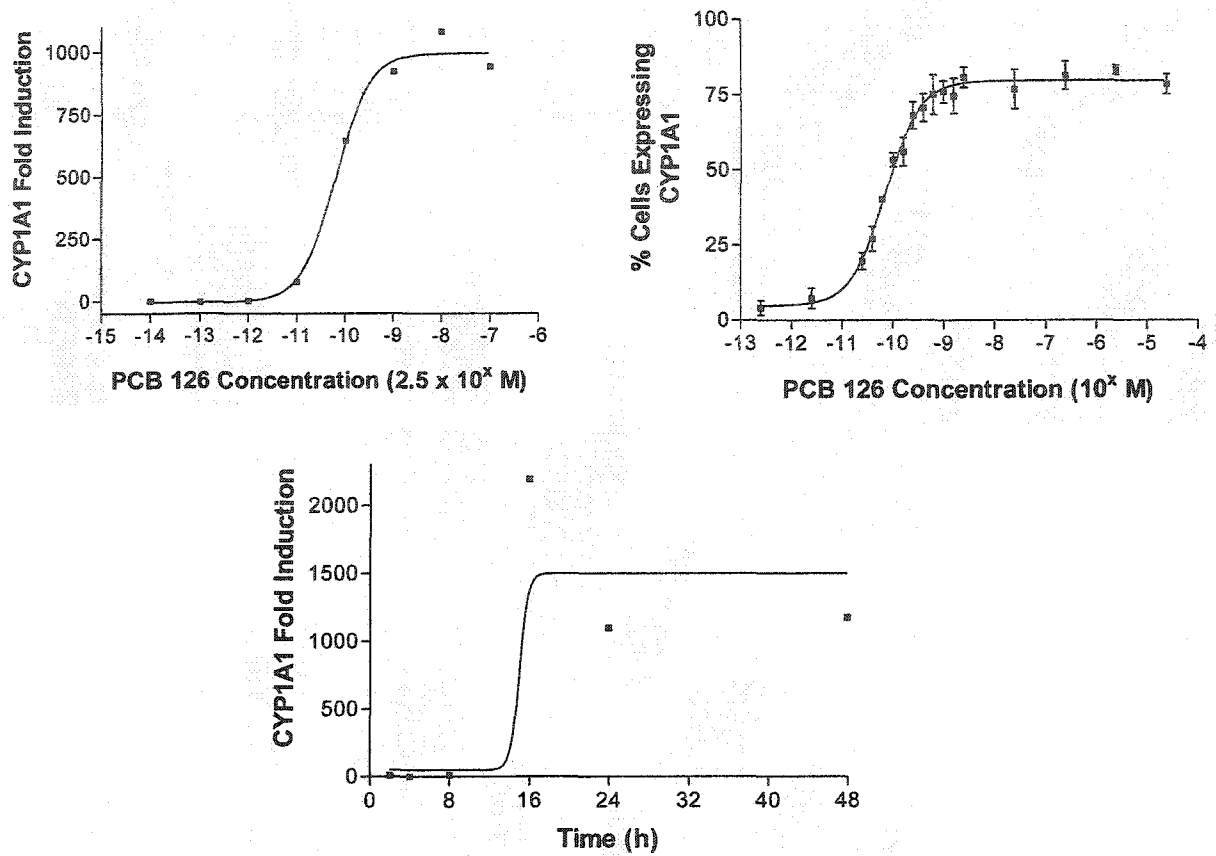 CYP1A1 Fold Induction
1000
750
500
250
0
-15 -14 -13 -12 -11 -10 -9 -8 -7 -6
PCB 126 Concentration (2.5 x 10^x M)
% Cells Expressing
CYP1A1
100
75
50
25
0
-13 -12 -11 -10 -9 -8 -7 -6 -5 -4
PCB 126 Concentration (10^x M)
CYP1A1 Fold Induction
2000
1500
1000
500
0
0 8 16 24 32 40 48
Time (h)